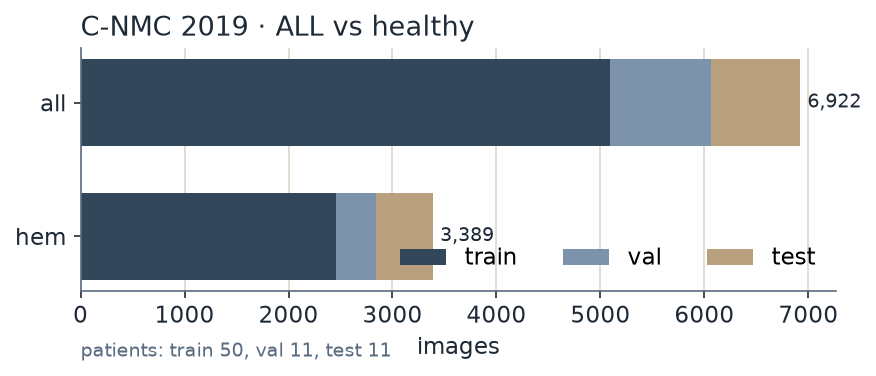 C-NMC 2019 · ALL vs healthy
all
6,922
hem
3,389
train val test
0 1000 2000 3000 4000 5000 6000 7000
images
patients: train 50, val 11, test 11